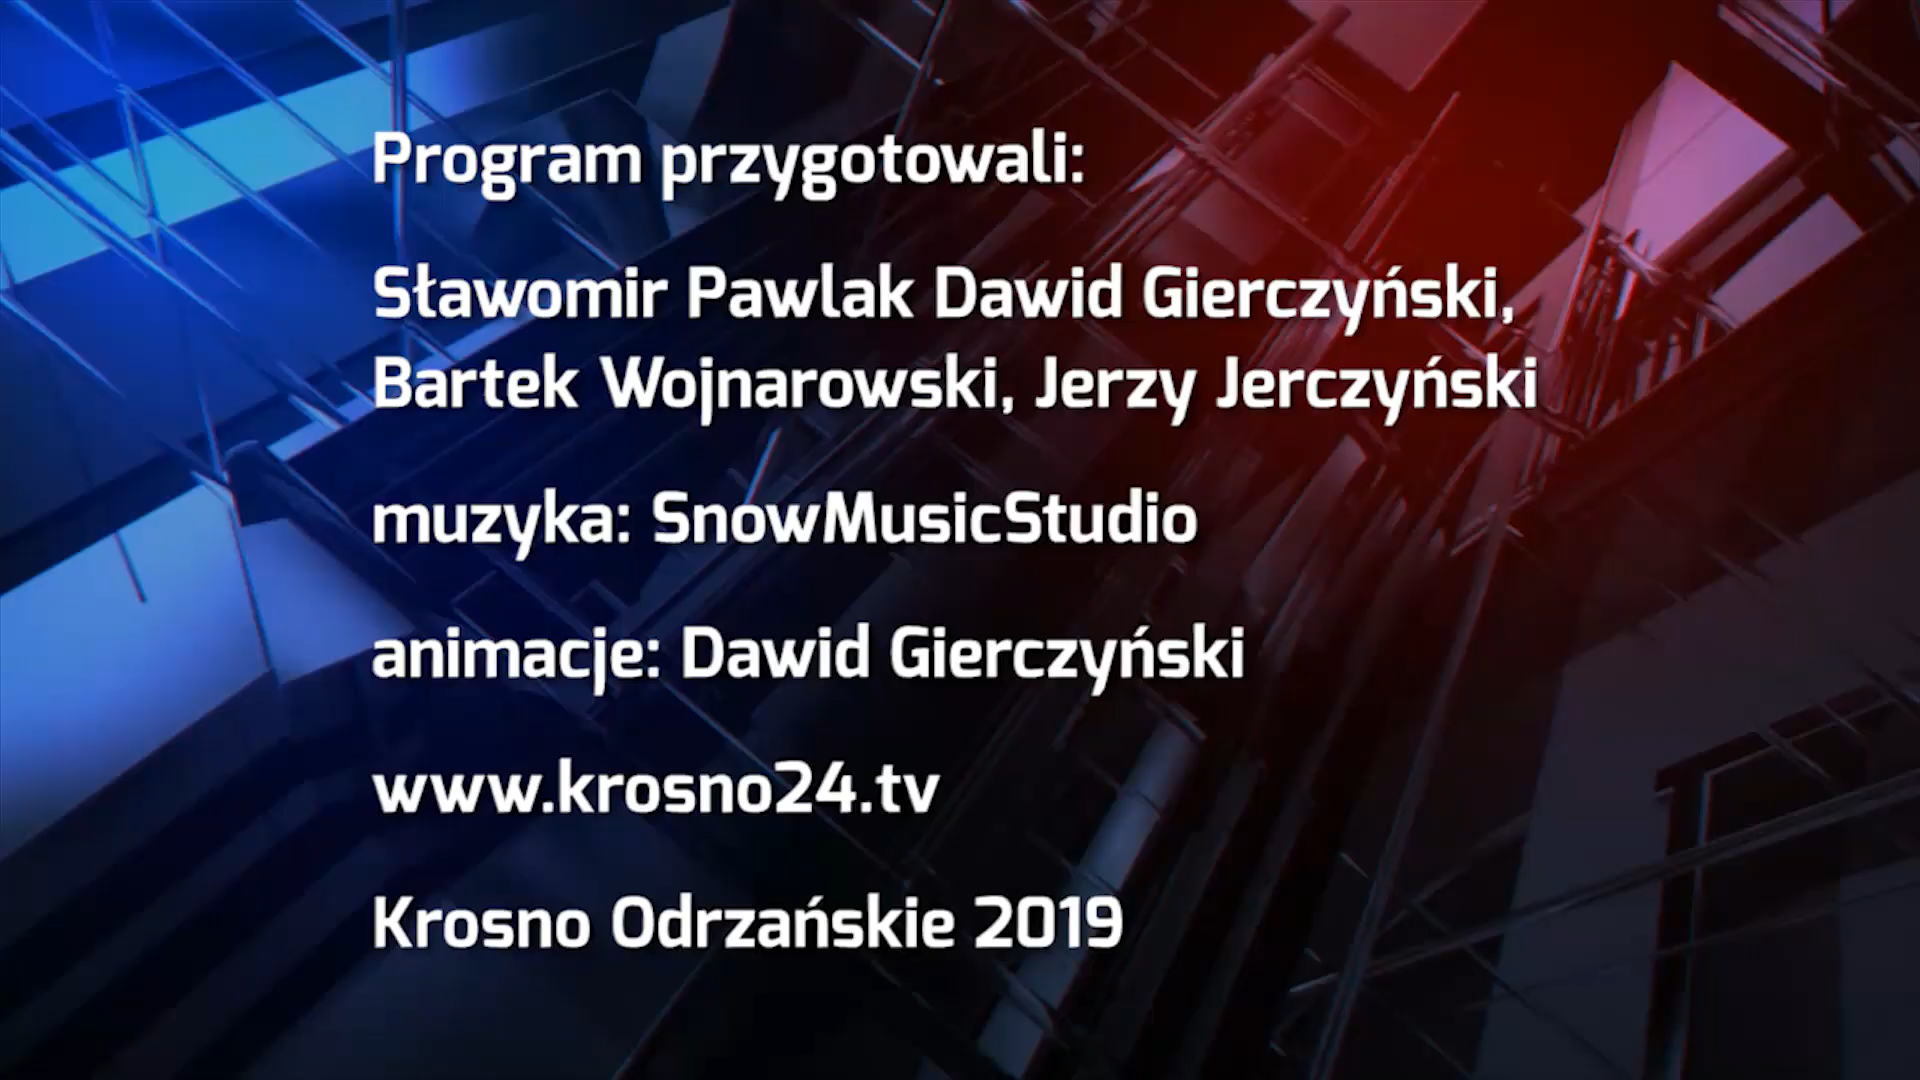 Program przygotowali:
Sławomir Pawlak Dawid Gierczyński,
Bartek Wojnarowski, Jerzy Jerczyński
muzyka: SnowMusicStudio
animacje: Dawid Gierczyński
www.krosno24.tv
Krosno Odrzańskie 2019